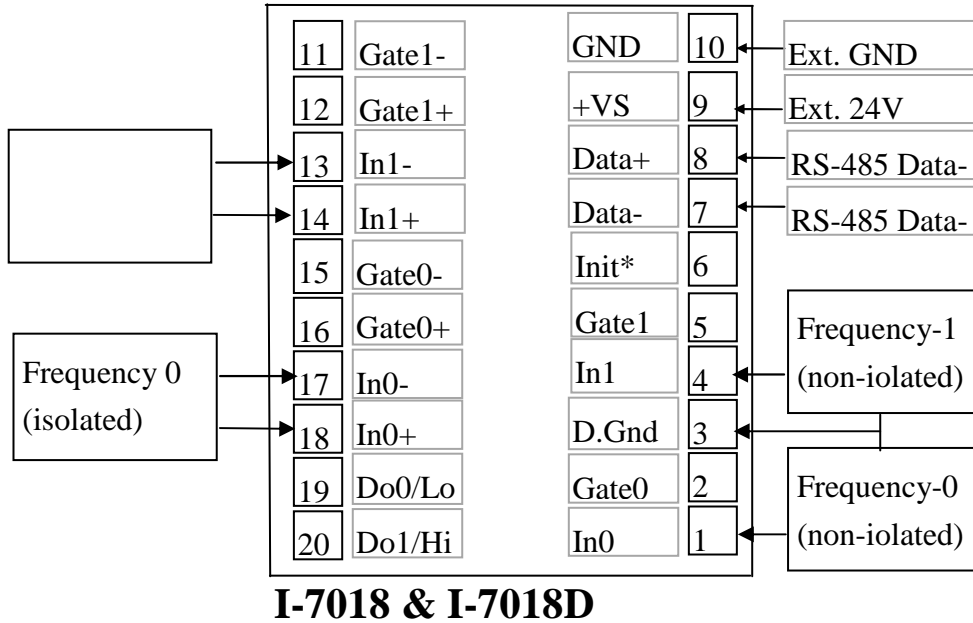 11 Gate1- GND 10 Ext. GND
12 Gate1+ +VS 9 Ext. 24V
13 In1- Data+ 8 RS-485 Data-
14 In1+ Data- 7 RS-485 Data-
15 Gate0- Init* 6
16 Gate0+ Gate1 5 Frequency-1
Frequency 0 17 In0- In1 4 (non-iolated)
(isolated) 18 In0+ D.Gnd 3
19 Do0/Lo Gate0 2 Frequency-0
20 Do1/Hi In0 1 (non-iolated)
I-7018 & I-7018D